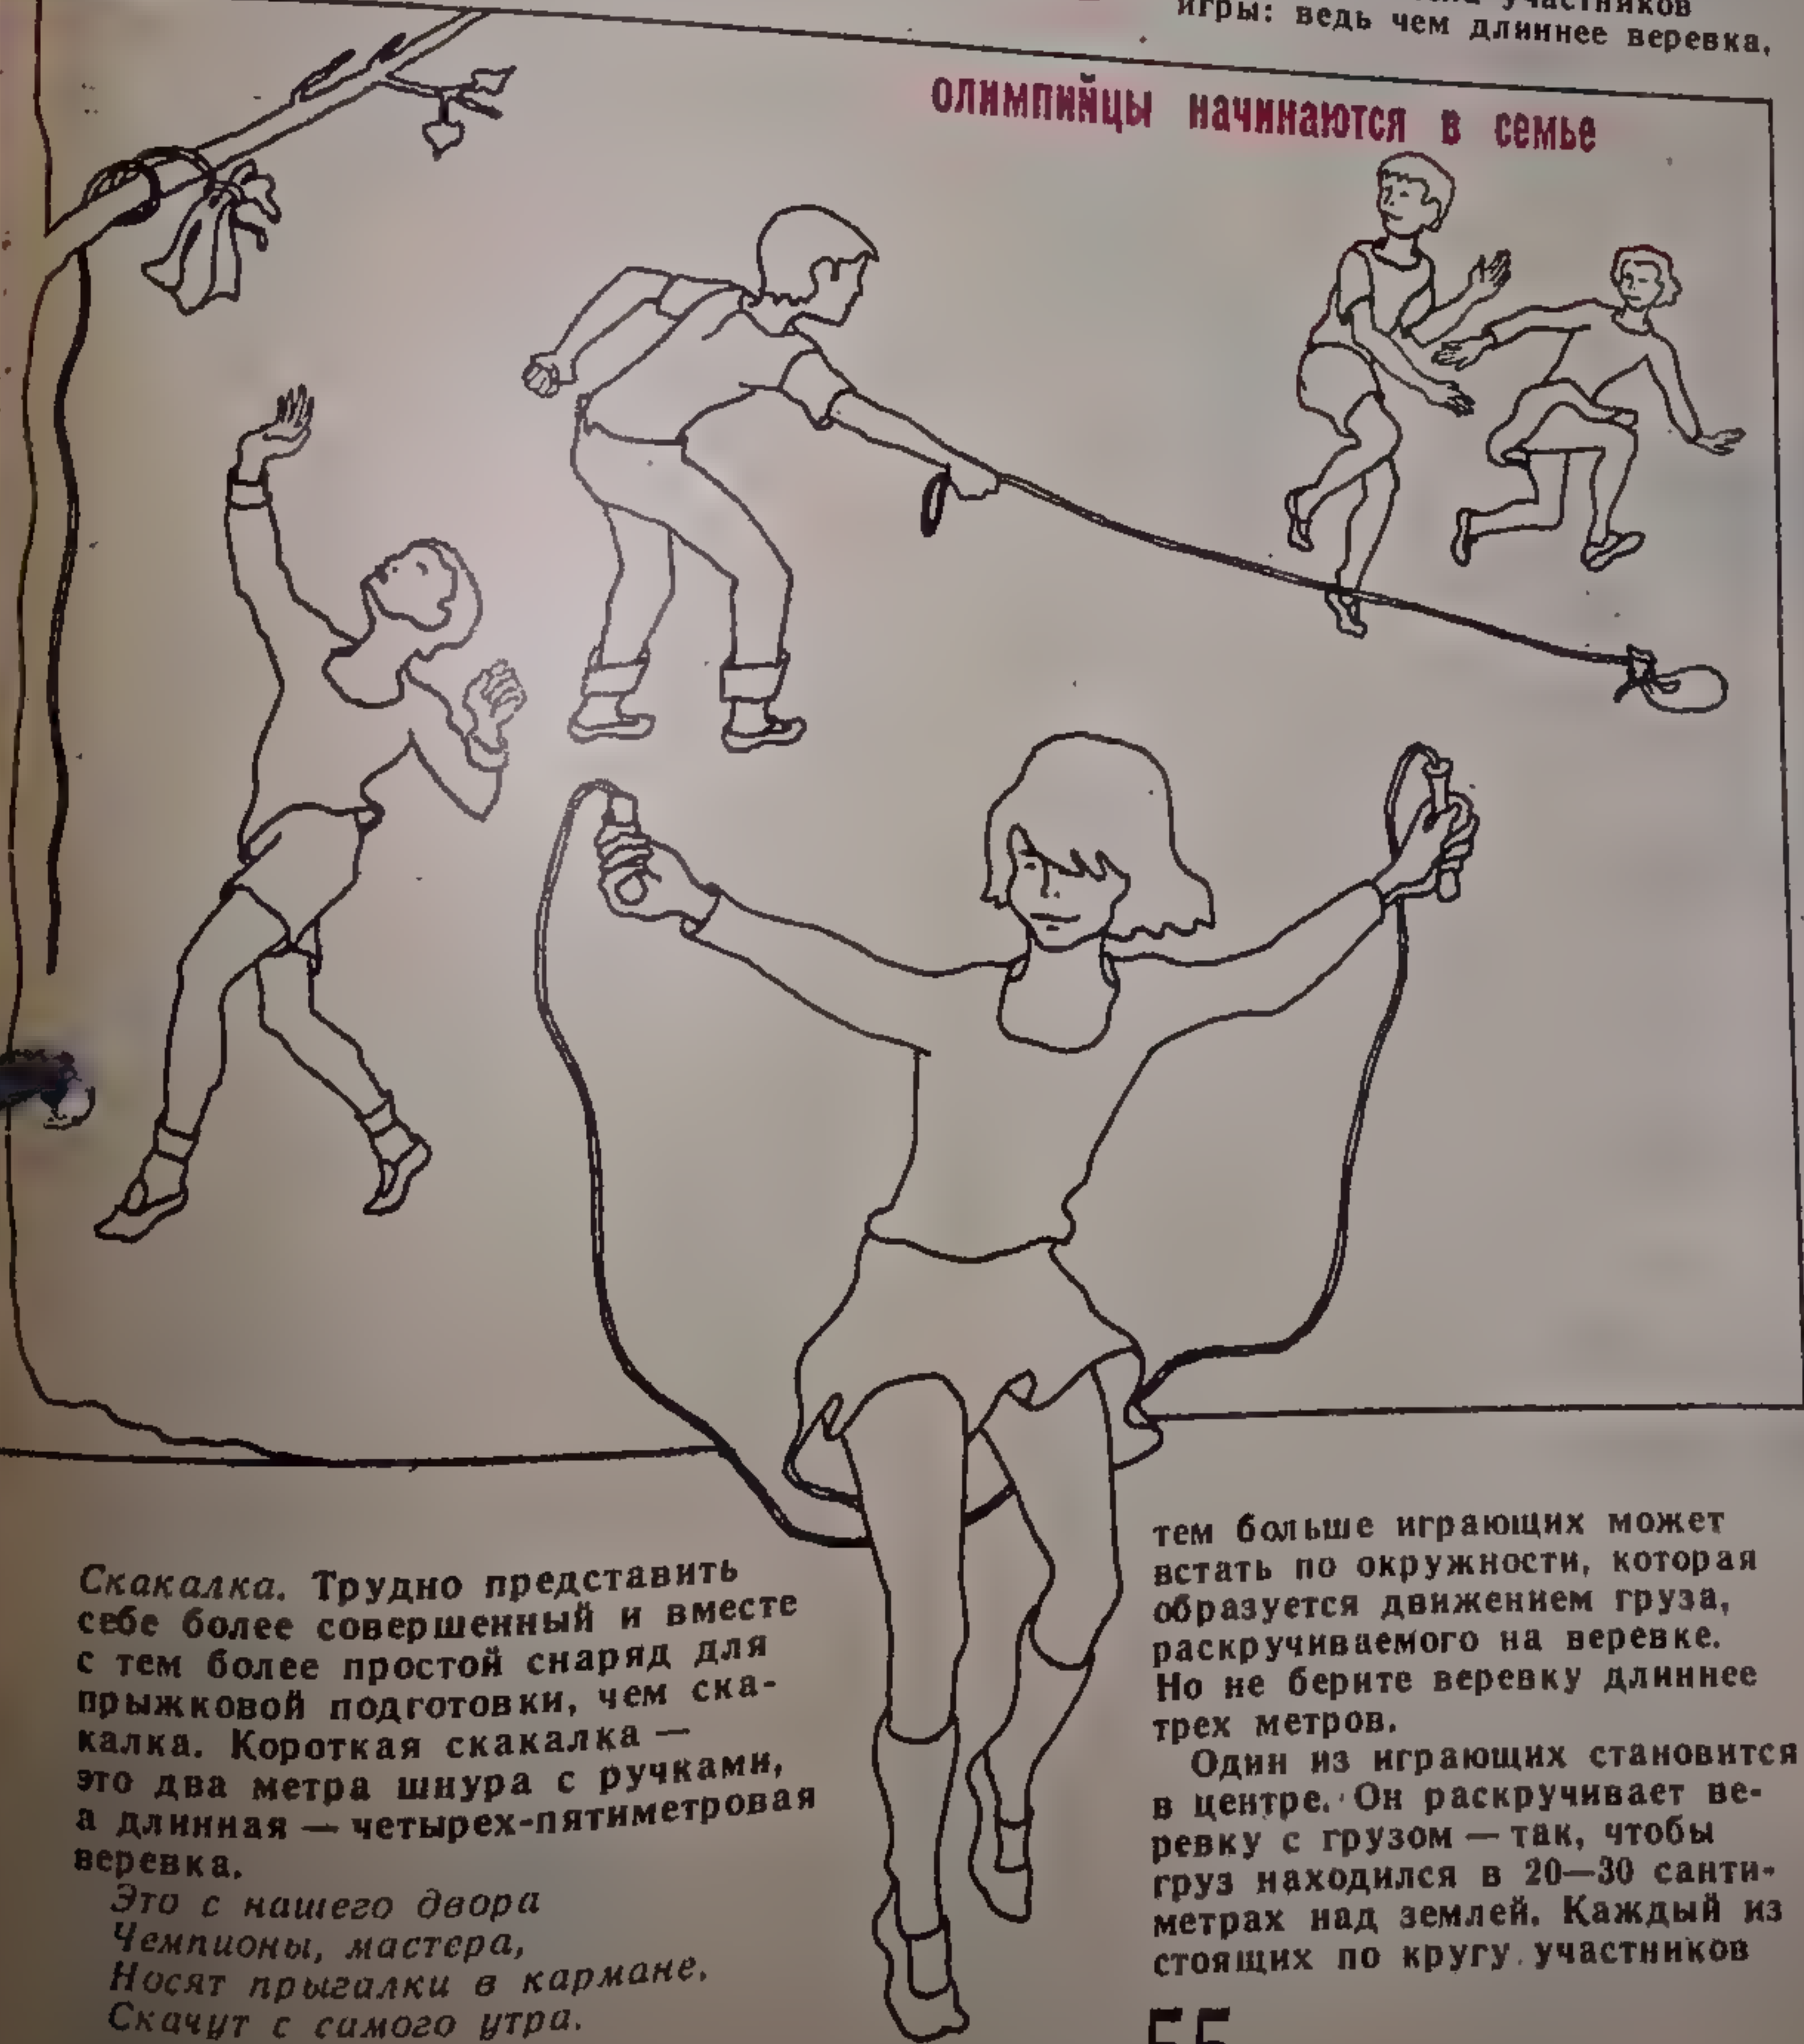 участников
игры: ведь чем длиннее веревка,
олимпийцы начинаются в семье
Скакалка. Трудно представить
себе более совершенный и вместе
с тем более простой снаряд для
прыжковой подготовки, чем ска-
калка. Короткая скакалка —
это два метра шнура с ручками,
а длинная — четырех-пятиметровая
веревка.
Это с нашего двора
Чемпионы, мастера,
Носят прыгалки в кармане,
Скачут с самого утра.
тем больше играющих может
встать по окружности, которая
образуется движением груза,
раскручиваемого на веревке.
Но не берите веревку длиннее
трех метров.
Один из играющих становится
в центре. Он раскручивает ве-
ревку с грузом — так, чтобы
груз находился в 20—30 санти-
метрах над землей. Каждый из
стоящих по кругу участников
55